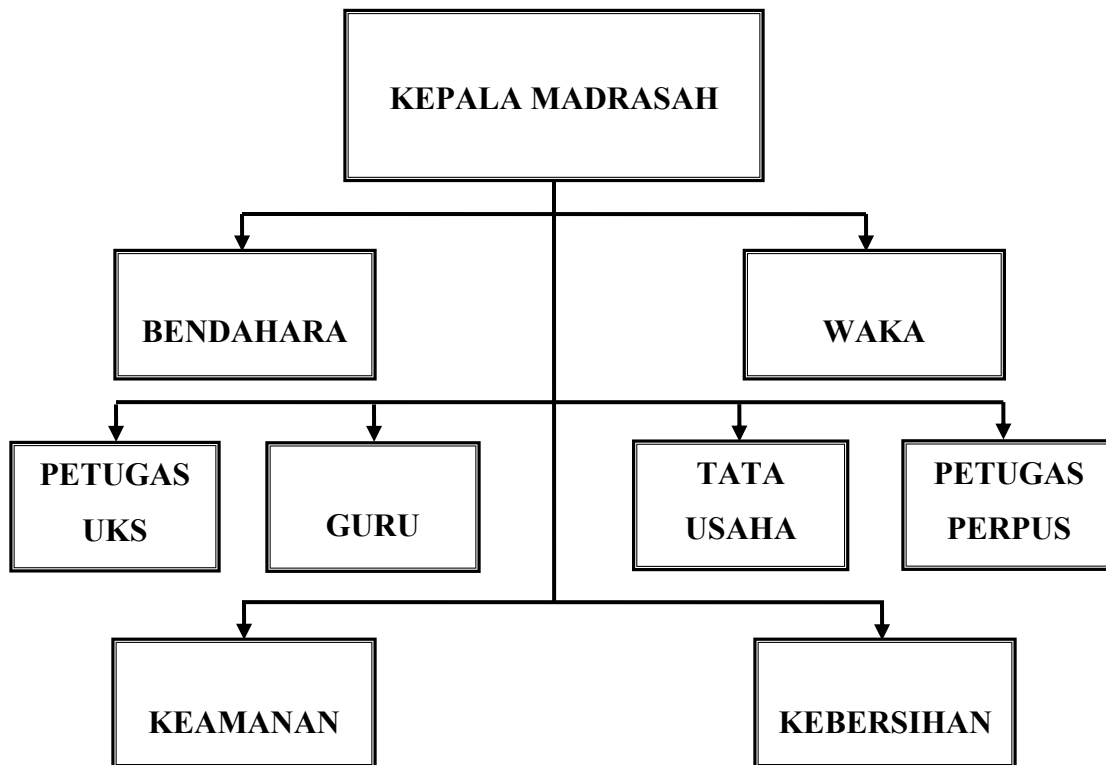 KEPALA MADRASAH
BENDAHARA
WAKA
PETUGAS
UKS
GURU
TATA
USAHA
PETUGAS
PERPUS
KEAMANAN
KEBERSIHAN